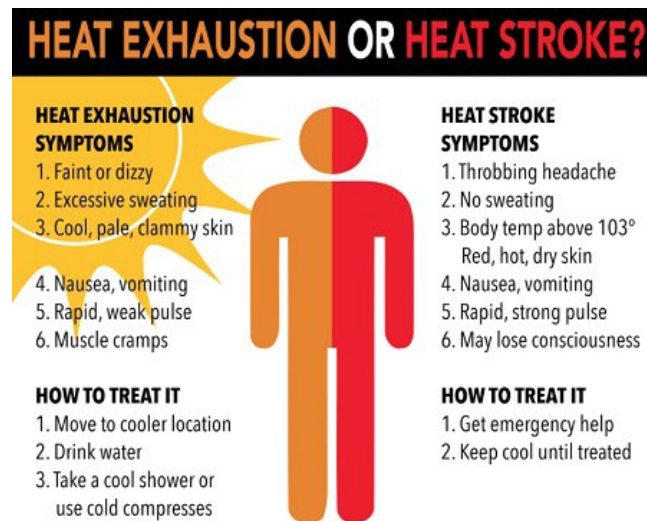 HEAT EXHAUSTION OR HEAT STROKE?
HEAT EXHAUSTION
SYMPTOMS
1. Faint or dizzy
2. Excessive sweating
3. Cool, pale, clammy skin
4. Nausea, vomiting
5. Rapid, weak pulse
6. Muscle cramps
HOW TO TREAT IT
1. Move to cooler location
2. Drink water
3. Take a cool shower or
use cold compresses
HEAT STROKE
SYMPTOMS
1. Throbbing headache
2. No sweating
3. Body temp above 103°
Red, hot, dry skin
4. Nausea, vomiting
5. Rapid, strong pulse
6. May lose consciousness
HOW TO TREAT IT
1. Get emergency help
2. Keep cool until treated